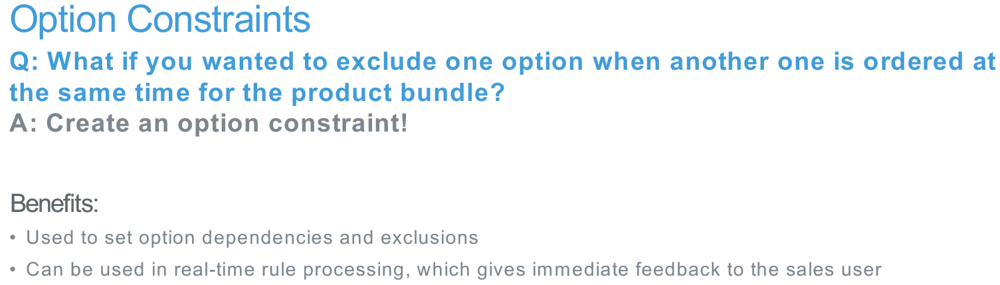 Option Constraints
Q: What if you wanted to exclude one option when another one is ordered at
the same time for the product bundle?
A: Create an option constraint!
Benefits:
• Used to set option dependencies and exclusions
• Can be used in real-time rule processing, which gives immediate feedback to the sales user